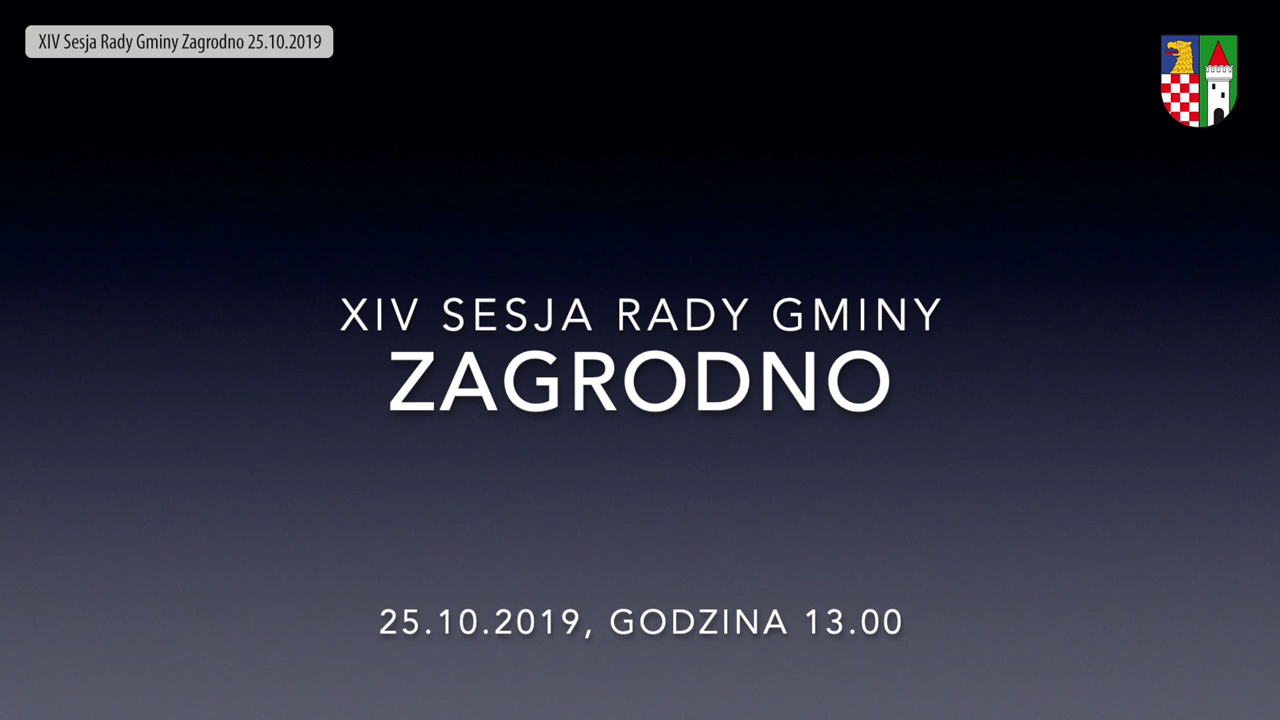 XIV Sesja Rady Gminy Zagrodno 25.10.2019
XIV SESJA RADY GMINY
ZAGRODNO
25.10.2019, GODZINA 13.00